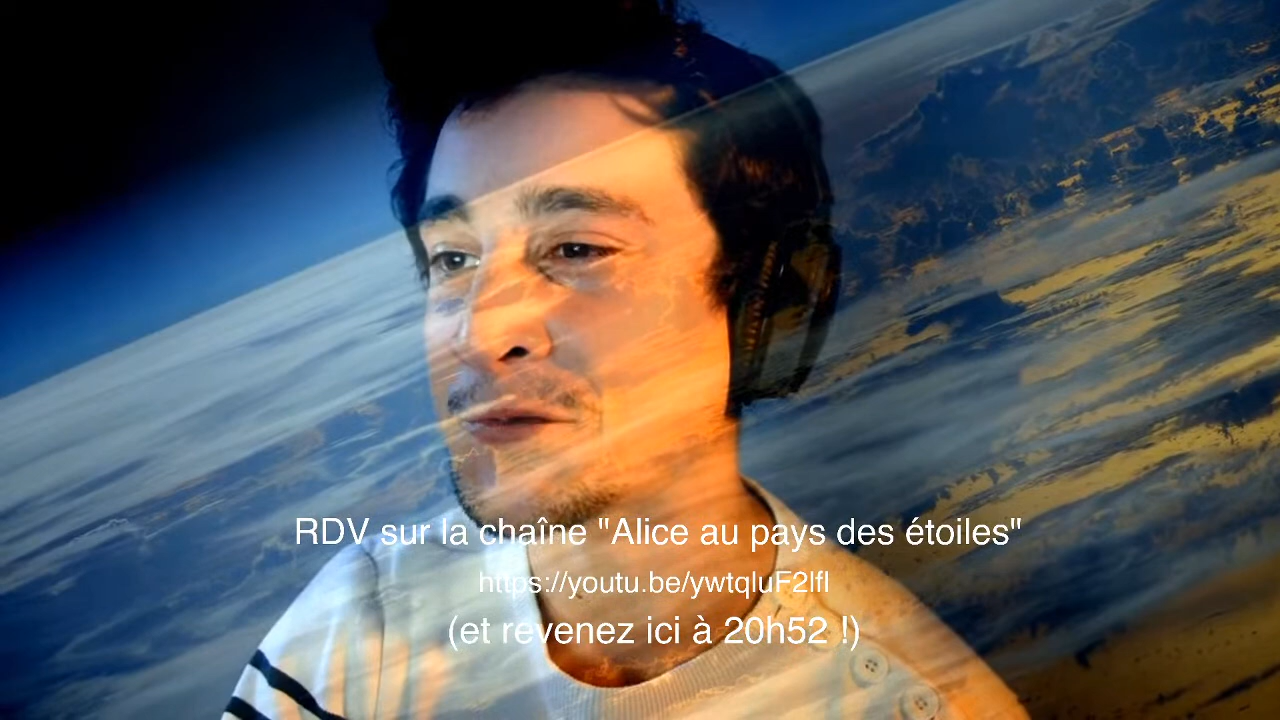 RDV sur la chaîne "Alice au pays des étoiles"
https://youtu.be/ywtqluF2lfI
(et revenez ici à 20h52 !)